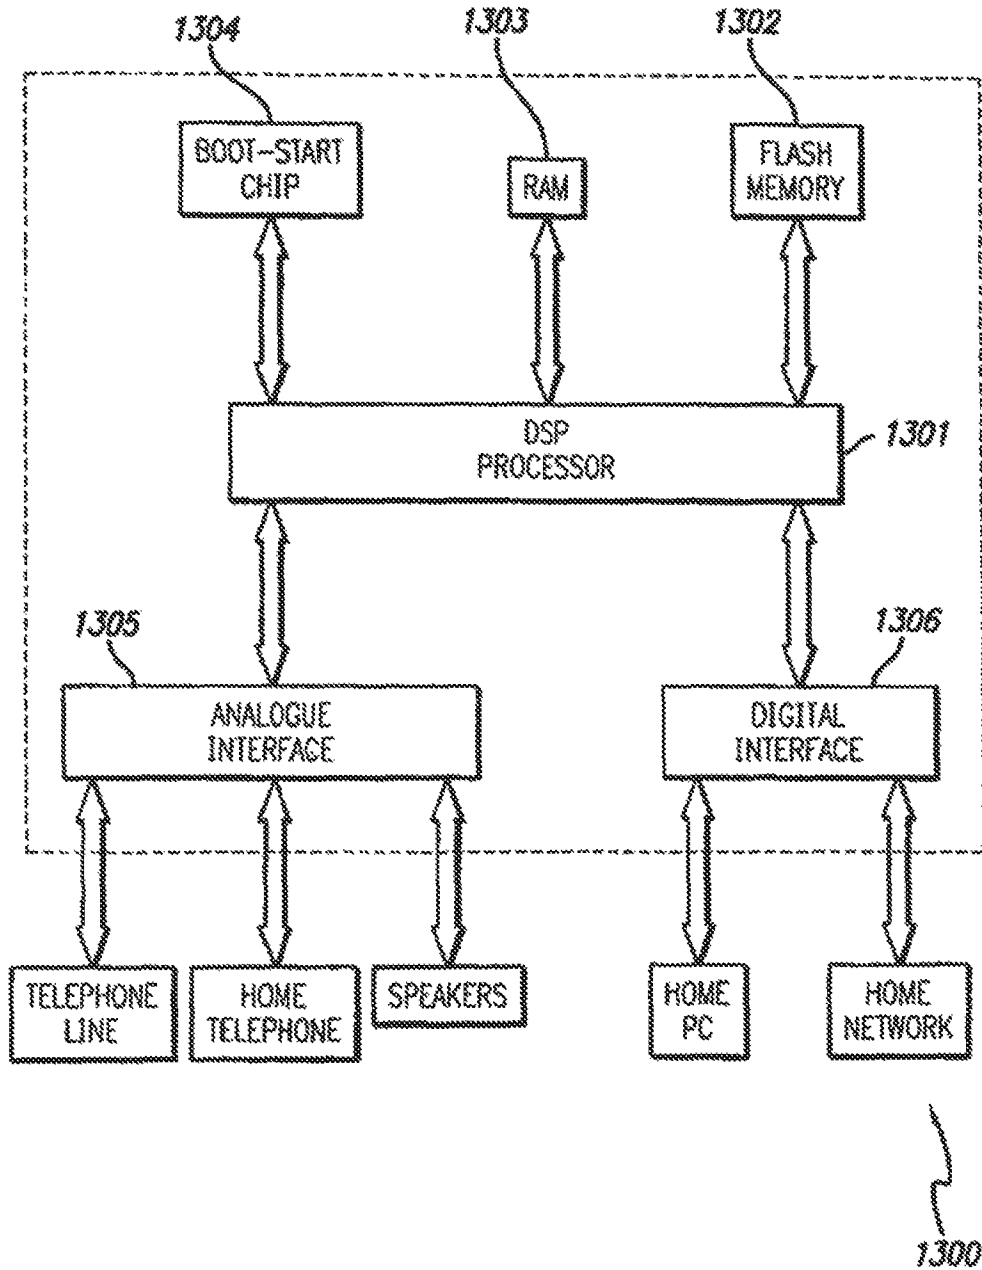 1304
1303
1302
BOOT-START
CHIP
RAM
FLASH
MEMORY
DSP
PROCESSOR
1301
1305
1306
ANALOGUE
INTERFACE
DIGITAL
INTERFACE
TELEPHONE
LINE
HOME
TELEPHONE
SPEAKERS
HOME
PC
HOME
NETWORK
1300